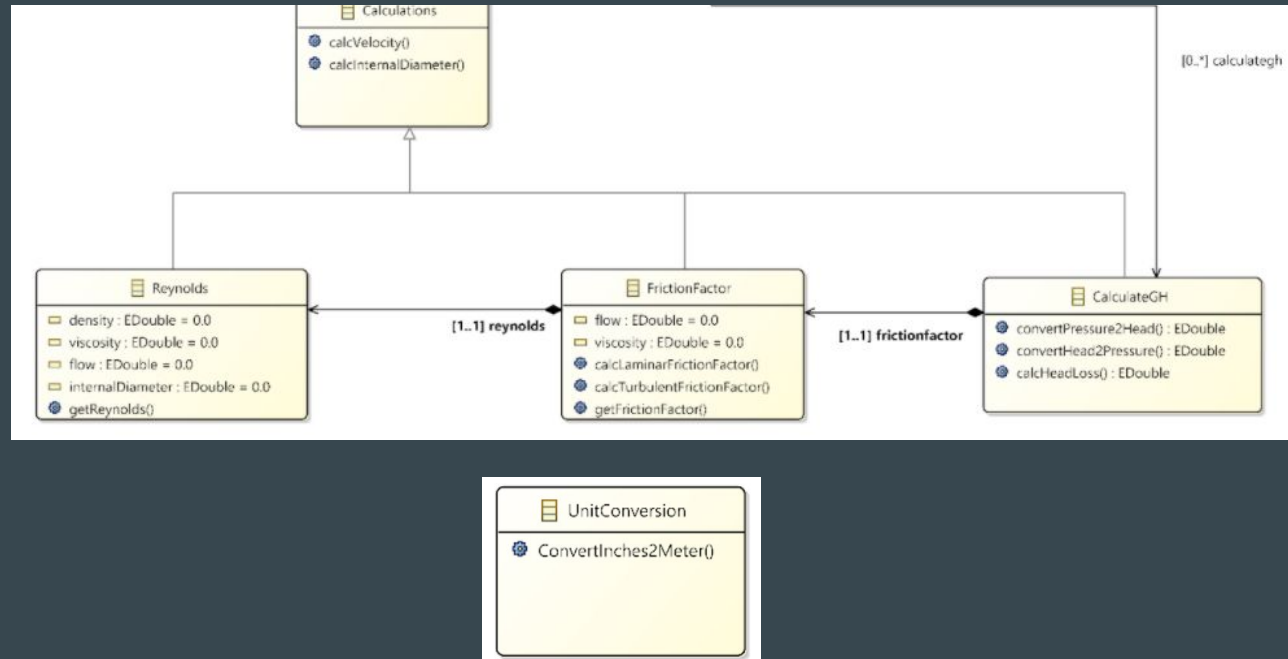 Calculations
calcVelocity()
calcInternalDiameter()
[0..*] calculategh
Reynolds
density : EDouble = 0.0
viscosity : EDouble = 0.0
flow : EDouble = 0.0
internalDiameter : EDouble = 0.0
getReynolds()
[1..1] reynolds
FrictionFactor
flow : EDouble = 0.0
viscosity : EDouble = 0.0
calcLaminarFrictionFactor()
calcTurbulentFrictionFactor()
getFrictionFactor()
[1..1] frictionfactor
CalculateGH
convertPressure2Head() : EDouble
convertHead2Pressure() : EDouble
calcHeadLoss() : EDouble
UnitConversion
ConvertInches2Meter()